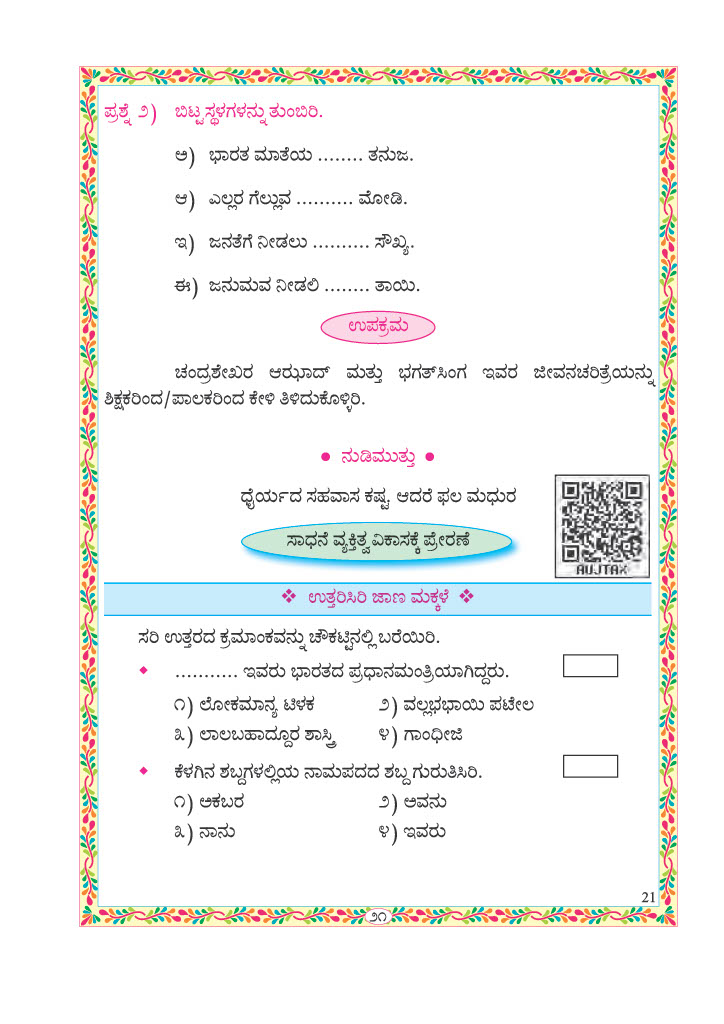 ಪ್ರಶ್ನೆ ೨) ಬಿಟ್ಟ ಸ್ಥಳಗಳನ್ನು ತುಂಬಿರಿ.
ಅ) ಭಾರತ ಮಾತೆಯ ........ ತನುಜ.
ಆ) ಎಲ್ಲರ ಗೆಲ್ಲುವ .......... ಮೋಡಿ.
ಇ) ಜನತೆಗೆ ನೀಡಲು .......... ಸೌಖ್ಯ.
ಈ) ಜನುಮವ ನೀಡಲಿ ........ ತಾಯಿ.
ಉಪಕ್ರಮ
ಚಂದ್ರಶೇಖರ ಆಝಾದ್ ಮತ್ತು ಭಗತ್‌ಸಿಂಗ ಇವರ ಜೀವನಚರಿತ್ರೆಯನ್ನು
ಶಿಕ್ಷಕರಿಂದ/ಪಾಲಕರಿಂದ ಕೇಳಿ ತಿಳಿದುಕೊಳ್ಳಿರಿ.
● ನುಡಿಮುತ್ತು ●
ಧೈರ್ಯದ ಸಹವಾಸ ಕಷ್ಟ. ಆದರೆ ಫಲ ಮಧುರ
ಸಾಧನೆ ವ್ಯಕ್ತಿತ್ವ ವಿಕಾಸಕ್ಕೆ ಪ್ರೇರಣೆ
AUJTAX
❖ ಉತ್ತರಿಸಿರಿ ಜಾಣ ಮಕ್ಕಳೆ ❖
ಸರಿ ಉತ್ತರದ ಕ್ರಮಾಂಕವನ್ನು ಚೌಕಟ್ಟಿನಲ್ಲಿ ಬರೆಯಿರಿ.
◆ ........... ಇವರು ಭಾರತದ ಪ್ರಧಾನಮಂತ್ರಿಯಾಗಿದ್ದರು.
೧) ಲೋಕಮಾನ್ಯ ಟಿಳಕ ೨) ವಲ್ಲಭಭಾಯಿ ಪಟೇಲ
೩) ಲಾಲಬಹಾದ್ದೂರ ಶಾಸ್ತ್ರಿ ೪) ಗಾಂಧೀಜಿ
◆ ಕೆಳಗಿನ ಶಬ್ದಗಳಲ್ಲಿಯ ನಾಮಪದದ ಶಬ್ದ ಗುರುತಿಸಿರಿ.
೧) ಅಕಬರ ೨) ಅವನು
೩) ನಾನು ೪) ಇವರು
21
೨೧